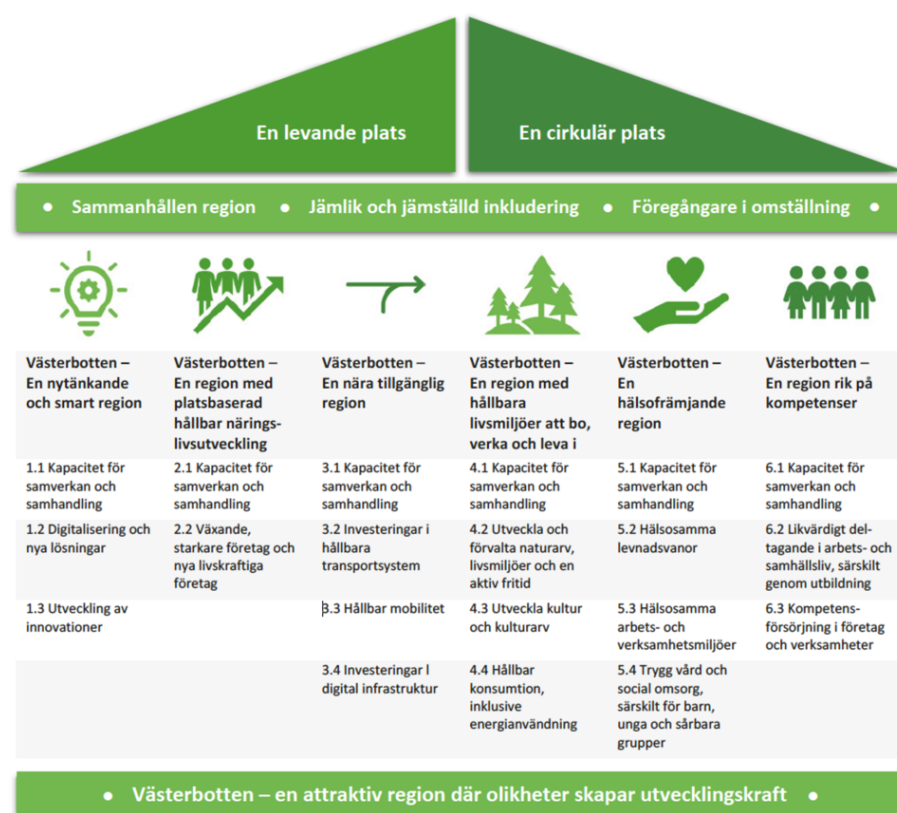 En levande plats
En cirkulär plats
• Sammanhållen region • Jämlik och jämställd inkludering • Föregångare i omställning •
Västerbotten –
En nytänkande
och smart region
Västerbotten –
En region med
platsbaserad
hållbar närings-
livsutveckling
Västerbotten –
En nära tillgänglig
region
Västerbotten –
En region med
hållbara
livsmiljöer att bo,
verka och leva i
Västerbotten –
En
hälsofrämjande
region
Västerbotten –
En region rik på
kompetenser
1.1 Kapacitet för
samverkan och
samhandling
2.1 Kapacitet för
samverkan och
samhandling
3.1 Kapacitet för
samverkan och
samhandling
4.1 Kapacitet för
samverkan och
samhandling
5.1 Kapacitet för
samverkan och
samhandling
6.1 Kapacitet för
samverkan och
samhandling
1.2 Digitalisering och
nya lösningar
2.2 Växande,
starkare företag och
nya livskraftiga
företag
3.2 Investeringar i
hållbara
transportsystem
4.2 Utveckla och
förvalta naturarv,
livsmiljöer och en
aktiv fritid
5.2 Hälsosamma
levnadsvanor
6.2 Likvärdigt del-
tagande i arbets- och
samhällsliv, särskilt
genom utbildning
1.3 Utveckling av
innovationer
3.3 Hållbar mobilitet
4.3 Utveckla kultur
och kulturarv
5.3 Hälsosamma
arbets- och
verksamhetsmiljöer
6.3 Kompetens-
försörjning i företag
och verksamheter
3.4 Investeringar I
digital infrastruktur
4.4 Hållbar
konsumtion,
inklusive
energianvändning
5.4 Trygg vård och
social omsorg,
särskilt för barn,
unga och sårbara
grupper
• Västerbotten – en attraktiv region där olikheter skapar utvecklingskraft •